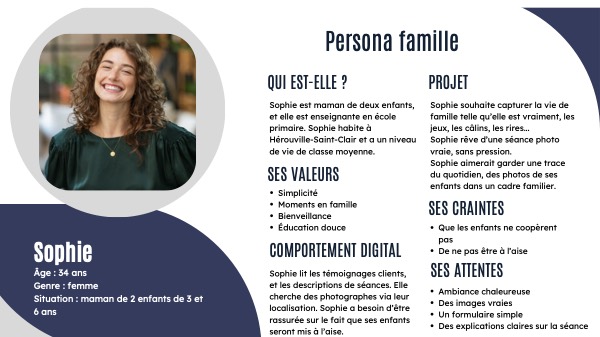 Persona famille
Sophie
Âge : 34 ans
Genre : femme
Situation : maman de 2 enfants de 3 et
6 ans
QUI EST-ELLE ?
Sophie est maman de deux enfants,
et elle est enseignante en école
primaire. Sophie habite à
Hérouville-Saint-Clair et a un niveau
de vie de classe moyenne.
SES VALEURS
• Simplicité
• Moments en famille
• Bienveillance
• Éducation douce
COMPORTEMENT DIGITAL
Sophie lit les témoignages clients,
et les descriptions de séances. Elle
cherche des photographes via leur
localisation. Sophie a besoin d'être
rassurée sur le fait que ses enfants
seront mis à l'aise.
PROJET
Sophie souhaite capturer la vie de
famille telle qu'elle est vraiment, les
jeux, les câlins, les rires...
Sophie rêve d'une séance photo
vraie, sans pression.
Sophie aimerait garder une trace
du quotidien, des photos de ses
enfants dans un cadre familier.
SES CRAINTES
• Que les enfants ne coopèrent
pas
• De ne pas être à l'aise
SES ATTENTES
• Ambiance chaleureuse
• Des images vraies
• Un formulaire simple
• Des explications claires sur la séance